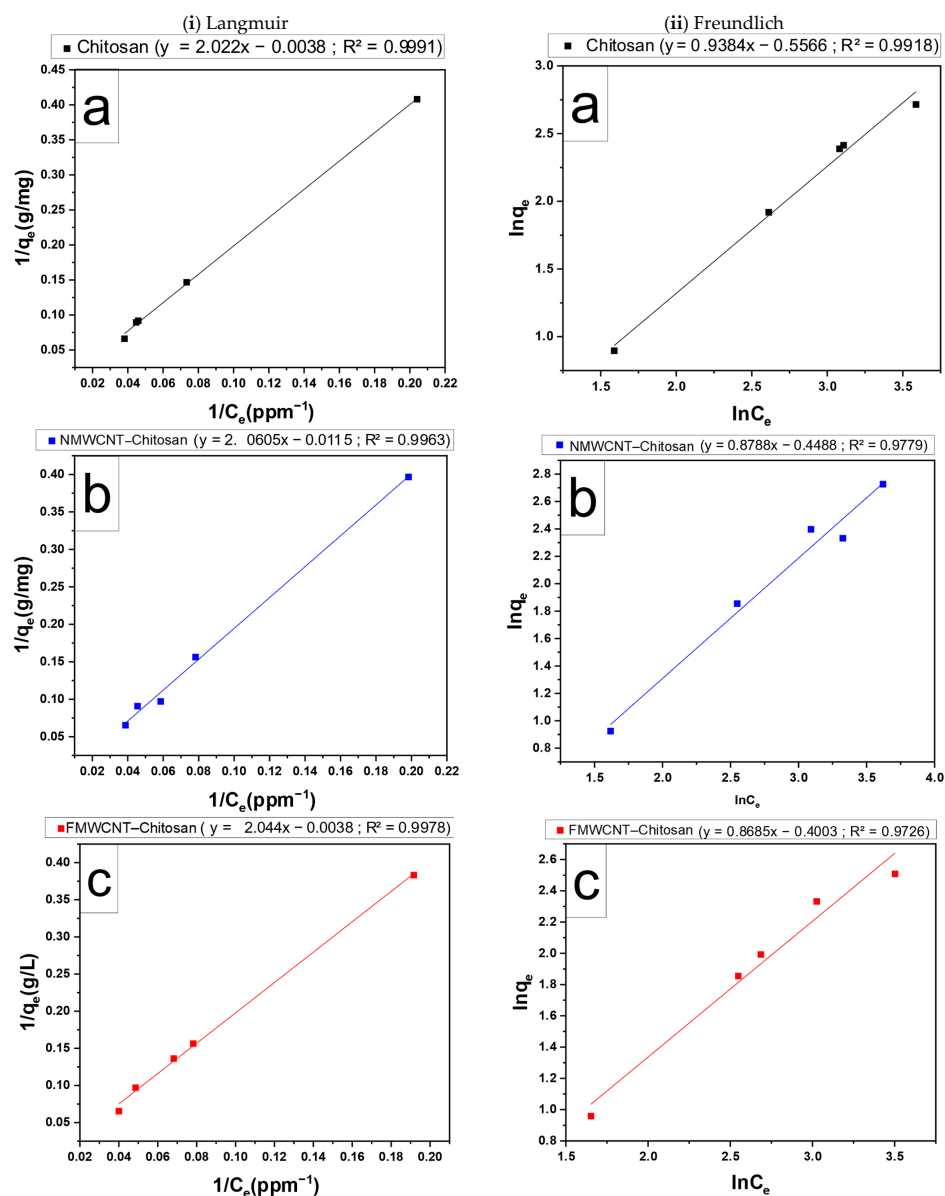 (i) Langmuir
(ii) Freundlich
Chitosan (y = 2.022x − 0.0038 ; R² = 0.9991)
a
0.45
0.40
0.35
0.30
0.25
0.20
0.15
0.10
0.05
1/qe(g/mg)
0.02 0.04 0.06 0.08 0.10 0.12 0.14 0.16 0.18 0.20 0.22
1/Ce(ppm⁻¹)
Chitosan (y = 0.9384x − 0.5566 ; R² = 0.9918)
a
3.0
2.5
2.0
1.5
1.0
lnqe
1.5 2.0 2.5 3.0 3.5
lnCe
NMWCNT–Chitosan (y = 2. 0605x − 0.0115 ; R² = 0.9963)
b
0.40
0.35
0.30
0.25
0.20
0.15
0.10
0.05
1/qe(g/mg)
0.02 0.04 0.06 0.08 0.10 0.12 0.14 0.16 0.18 0.20 0.22
1/Ce(ppm⁻¹)
NMWCNT–Chitosan (y = 0.8788x − 0.4488 ; R² = 0.9779)
b
2.8
2.6
2.4
2.2
2.0
1.8
1.6
1.4
1.2
1.0
0.8
lnqe
1.5 2.0 2.5 3.0 3.5 4.0
lnCe
FMWCNT–Chitosan ( y = 2.044x − 0.0038 ; R² = 0.9978)
c
0.40
0.35
0.30
0.25
0.20
0.15
0.10
0.05
1/qe(g/L)
0.02 0.04 0.06 0.08 0.10 0.12 0.14 0.16 0.18 0.20
1/Ce(ppm⁻¹)
FMWCNT–Chitosan (y = 0.8685x − 0.4003 ; R² = 0.9726)
c
2.6
2.4
2.2
2.0
1.8
1.6
1.4
1.2
1.0
0.8
lnqe
1.5 2.0 2.5 3.0 3.5
lnCe